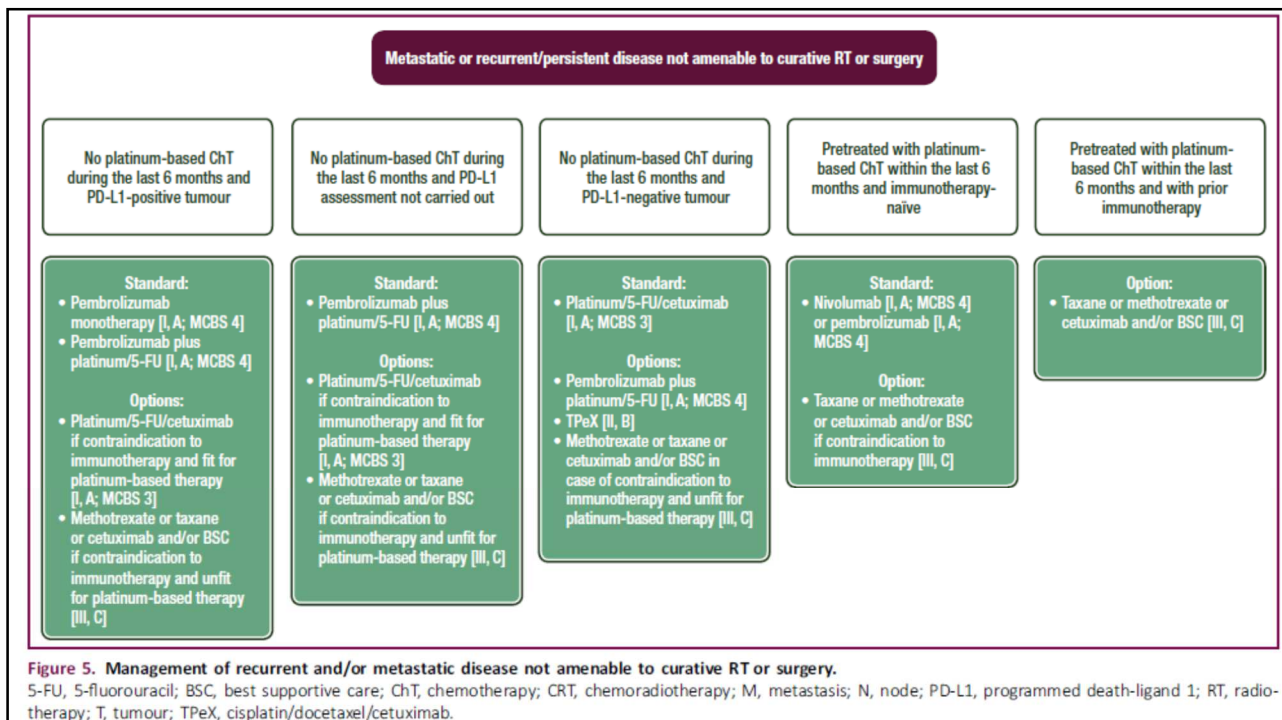 Metastatic or recurrent/persistent disease not amenable to curative RT or surgery
No platinum-based ChT
during the last 6 months and
PD-L1-positive tumour
Standard:
• Pembrolizumab
monotherapy [I, A; MCBS 4]
• Pembrolizumab plus
platinum/5-FU [I, A; MCBS 4]
Options:
• Platinum/5-FU/cetuximab
if contraindication to
immunotherapy and fit for
platinum-based therapy
[I, A; MCBS 3]
• Methotrexate or taxane
or cetuximab and/or BSC
if contraindication to
immunotherapy and unfit
for platinum-based therapy
[III, C]
No platinum-based ChT during
the last 6 months and PD-L1
assessment not carried out
Standard:
• Pembrolizumab plus
platinum/5-FU [I, A; MCBS 4]
Options:
• Platinum/5-FU/cetuximab
if contraindication to
immunotherapy and fit for
platinum-based therapy
[I, A; MCBS 3]
• Methotrexate or taxane
or cetuximab and/or BSC
if contraindication to
immunotherapy and unfit for
platinum-based therapy [III, C]
No platinum-based ChT during
the last 6 months and
PD-L1-negative tumour
Standard:
• Platinum/5-FU/cetuximab
[I, A; MCBS 3]
Options:
• Pembrolizumab plus
platinum/5-FU [I, A; MCBS 4]
• TPeX [II, B]
• Methotrexate or taxane or
cetuximab and/or BSC in
case of contraindication to
immunotherapy and unfit for
platinum-based therapy [III, C]
Pretreated with platinum-
based ChT within the last 6
months and immunotherapy-
naïve
Standard:
• Nivolumab [I, A; MCBS 4]
or pembrolizumab [I, A;
MCBS 4]
Option:
• Taxane or methotrexate
or cetuximab and/or BSC
if contraindication to
immunotherapy [III, C]
Pretreated with platinum-
based ChT within the last
6 months and with prior
immunotherapy
Option:
• Taxane or methotrexate or
cetuximab and/or BSC [III, C]
Figure 5. Management of recurrent and/or metastatic disease not amenable to curative RT or surgery.
5-FU, 5-fluorouracil; BSC, best supportive care; ChT, chemotherapy; CRT, chemoradiotherapy; M, metastasis; N, node; PD-L1, programmed death-ligand 1; RT, radio-
therapy; T, tumour; TPeX, cisplatin/docetaxel/cetuximab.